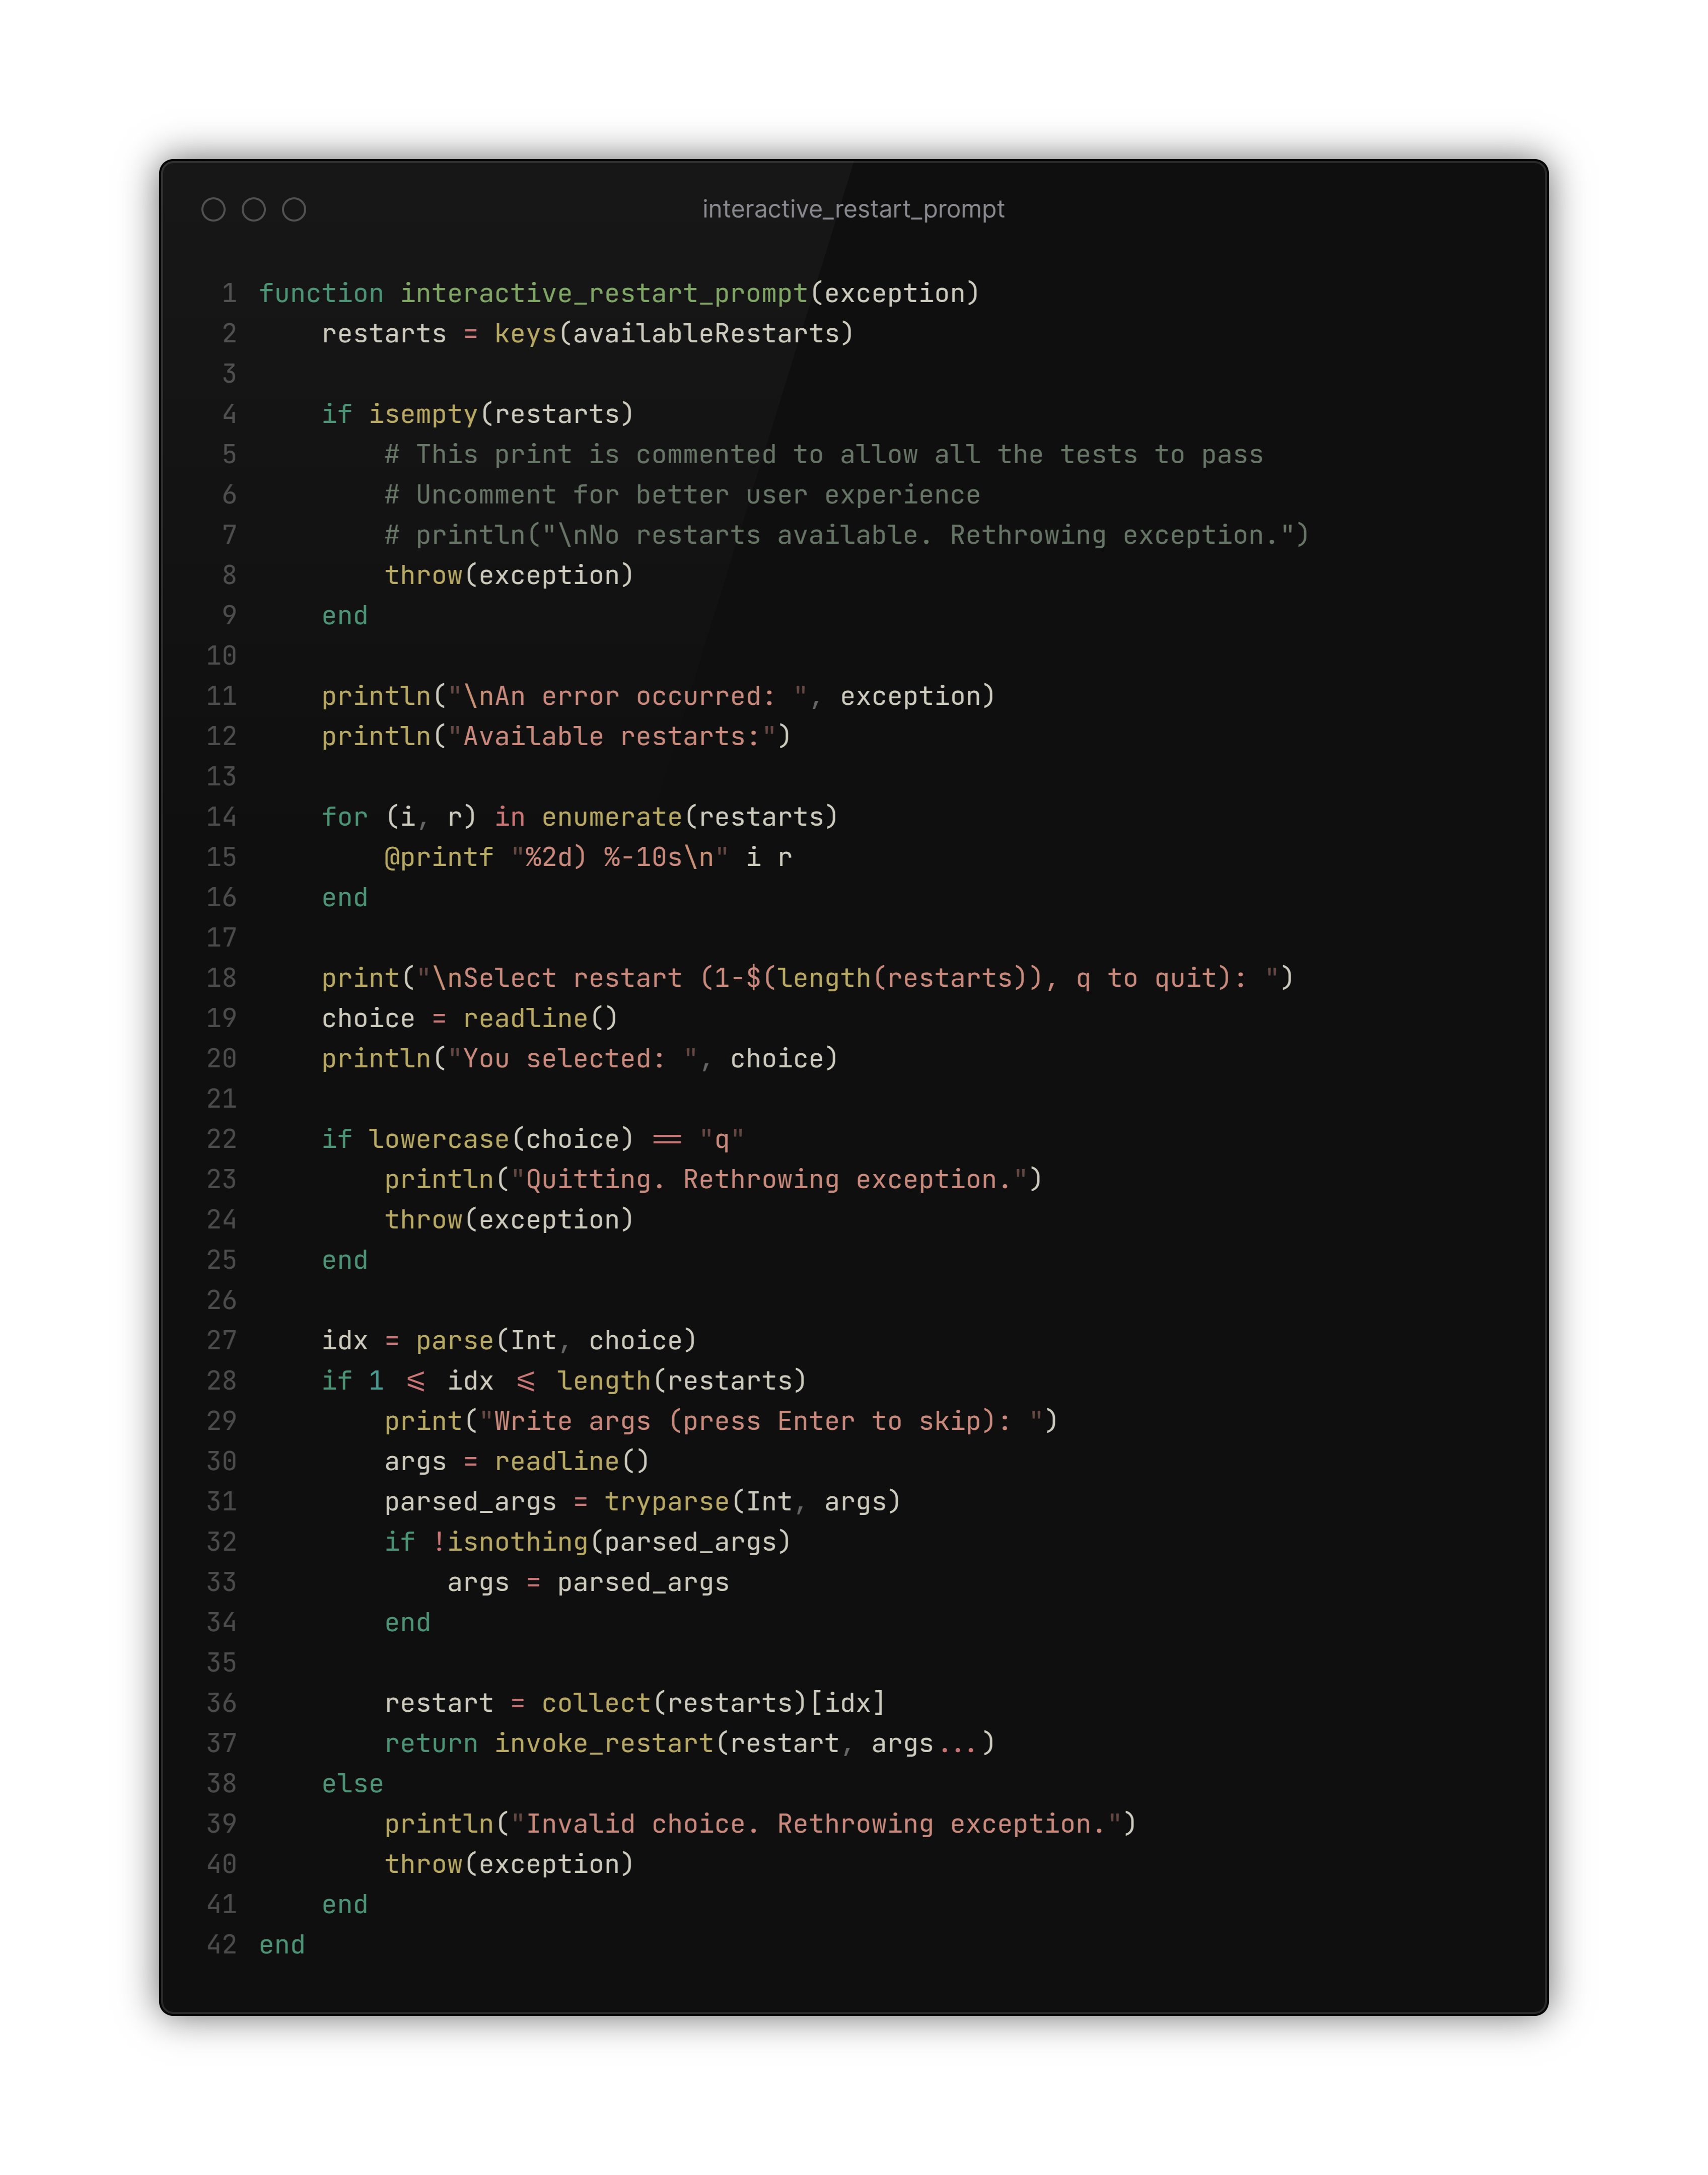 interactive_restart_prompt
1 function interactive_restart_prompt(exception)
2     restarts = keys(availableRestarts)
3
4     if isempty(restarts)
5         # This print is commented to allow all the tests to pass
6         # Uncomment for better user experience
7         # println("\nNo restarts available. Rethrowing exception.")
8         throw(exception)
9     end
10
11     println("\nAn error occurred: ", exception)
12     println("Available restarts:")
13
14     for (i, r) in enumerate(restarts)
15         @printf "%2d) %-10s\n" i r
16     end
17
18     print("\nSelect restart (1-$(length(restarts)), q to quit): ")
19     choice = readline()
20     println("You selected: ", choice)
21
22     if lowercase(choice) == "q"
23         println("Quitting. Rethrowing exception.")
24         throw(exception)
25     end
26
27     idx = parse(Int, choice)
28     if 1 <= idx <= length(restarts)
29         print("Write args (press Enter to skip): ")
30         args = readline()
31         parsed_args = tryparse(Int, args)
32         if !isnothing(parsed_args)
33             args = parsed_args
34         end
35
36         restart = collect(restarts)[idx]
37         return invoke_restart(restart, args...)
38     else
39         println("Invalid choice. Rethrowing exception.")
40         throw(exception)
41     end
42 end